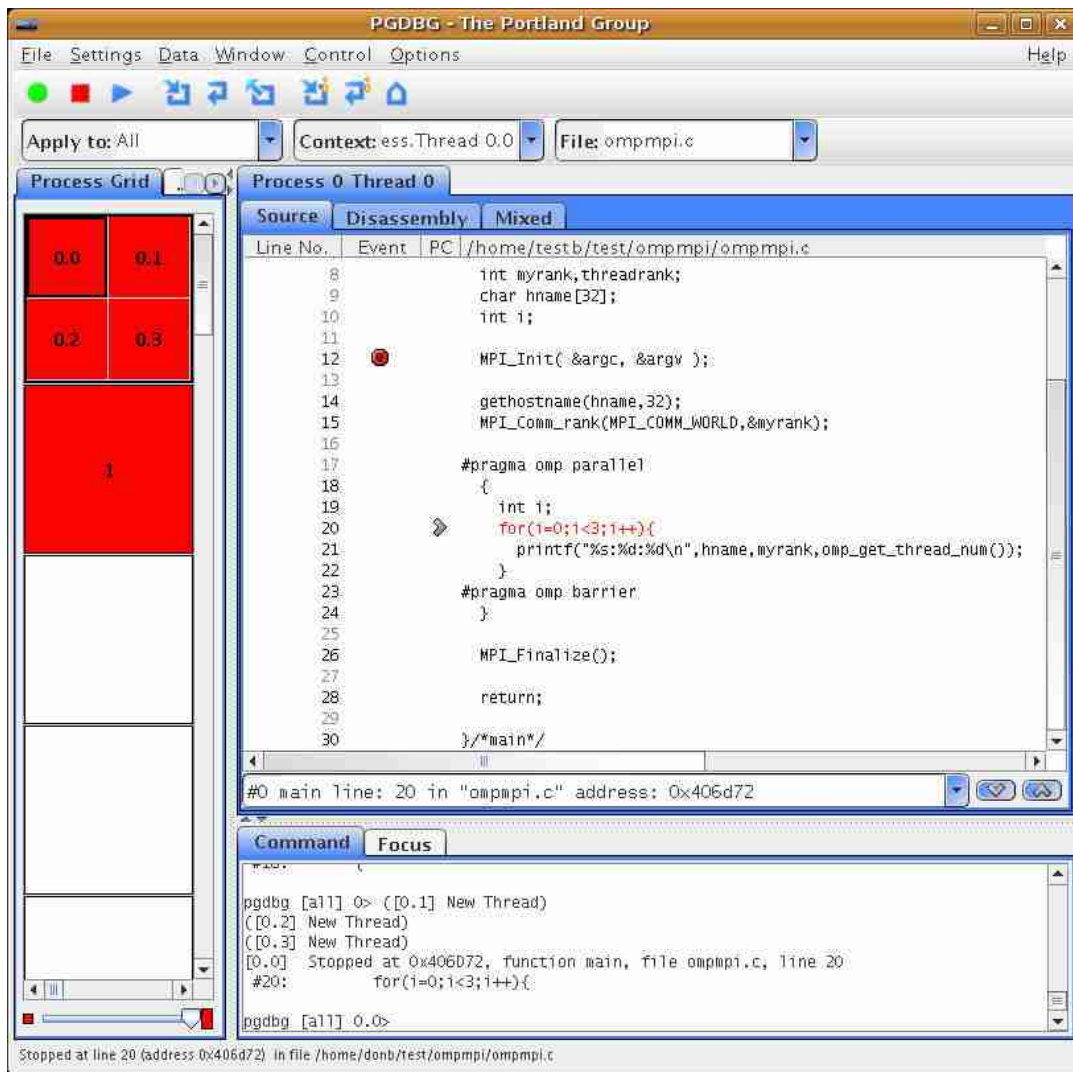 PGDBG - The Portland Group
File Settings Data Window Control Options Help
Apply to: All
Context: ess.Thread 0.0
File: ompmpi.c
Process Grid
0.0 0.1
0.2 0.3
1
Process 0 Thread 0
Source Disassembly Mixed
Line No. Event PC /home/testb/test/ompmpi/ompmpi.c
8 int myrank,threadrank;
9 char hname[32];
10 int i;
11
12 MPI_Init( &argc, &argv );
13
14 gethostname(hname,32);
15 MPI_Comm_rank(MPI_COMM_WORLD,&myrank);
16
17 #pragma omp parallel
18 {
19 int i;
20 for(i=0;i<3;i++){
21 printf("%s:%d:%d\n",hname,myrank,omp_get_thread_num());
22 }
23 #pragma omp barrier
24 }
25
26 MPI_Finalize();
27
28 return;
29
30 }/*main*/
#0 main line: 20 in "ompmpi.c" address: 0x406d72
Command Focus
pgdbg [all] 0> ([0.1] New Thread)
([0.2] New Thread)
([0.3] New Thread)
[0.0] Stopped at 0x406D72, function main, file ompmpi.c, line 20
#20: for(i=0;i<3;i++){
pgdbg [all] 0.0>
Stopped at line 20 (address 0x406d72) in file /home/donb/test/ompmpi/ompmpi.c